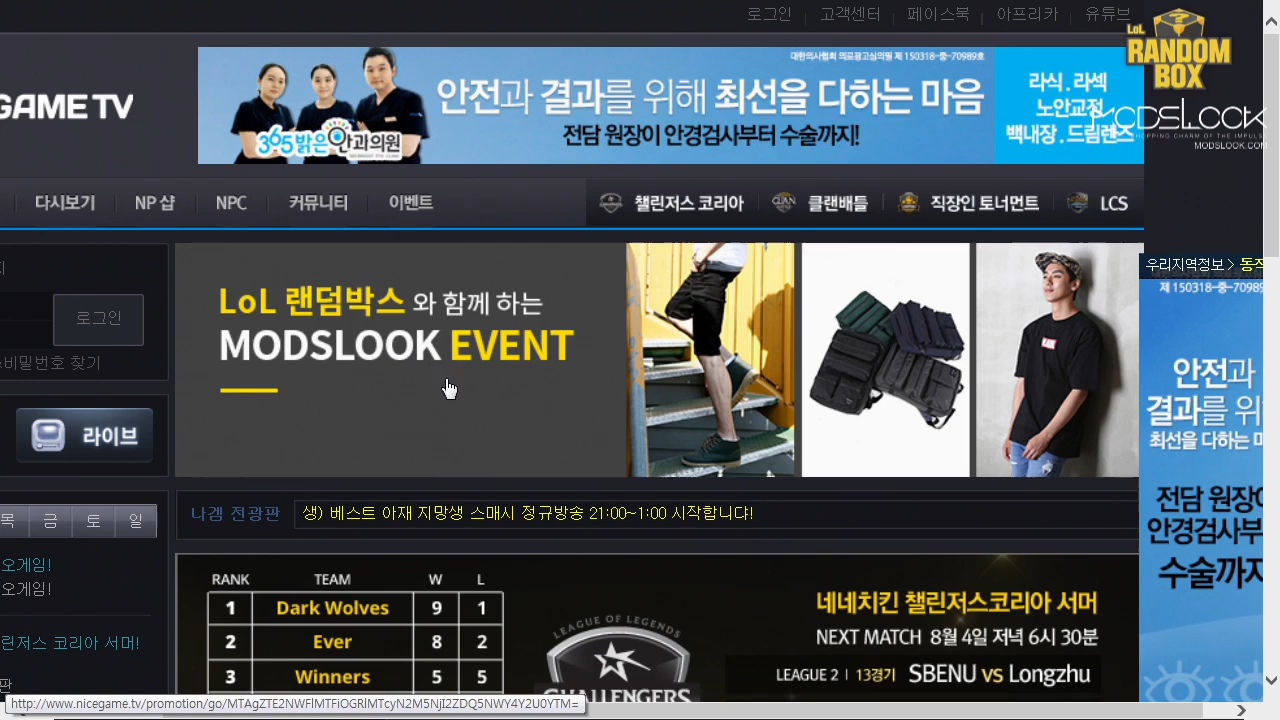 로그인 | 고객센터 | 페이스북 | 아프리카 | 유튜브
LoL
RANDOM
BOX
GAME TV
대한의사협회 의료광고심의필 제 150318-중-70989호
안전과 결과를 위해 최선을 다하는 마음
전담 원장이 안경검사부터 수술까지!
365밝은안과의원
라식 . 라섹
노안교정
백내장 . 드림렌즈
MODSLOOK
MODSLOOK.COM
다시보기 NP 샵 NPC 커뮤니티 이벤트
챌린저스 코리아 클랜배틀 직장인 토너먼트 LCS
로그인
비밀번호 찾기
라이브
LoL 랜덤박스 와 함께 하는
MODSLOOK EVENT
우리지역정보 >
제 150318-중-7098
안전과
결과를 위
최선을 다하는
전담 원장
안경검사부
수술까지
목 금 토 일
오게임!
오게임!
린저스 코리아 서머!
판
나겜 전광판
생) 베스트 아재 지망생 스매시 정규방송 21:00~1:00 시작합니다!
RANK TEAM W L
1 Dark Wolves 9 1
2 Ever 8 2
3 Winners 5 5
LEAGUE OF LEGENDS
CHALLENGERS
네네치킨 챌린저스코리아 서머
NEXT MATCH 8월 4일 저녁 6시 30분
LEAGUE 2 | 13경기 SBENU vs Longzhu